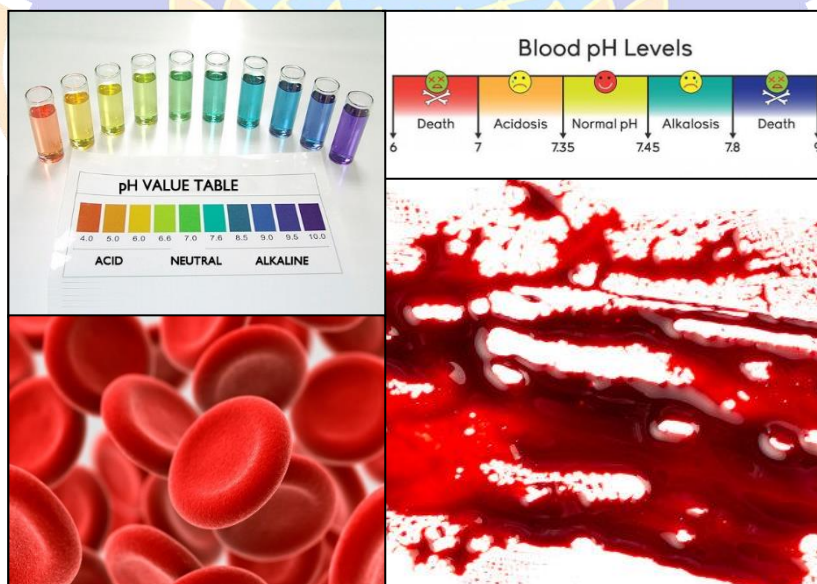 pH VALUE TABLE
4.0 5.0 6.0 6.6 7.0 7.6 8.5 9.0 9.5 10.0
ACID NEUTRAL ALKALINE
Blood pH Levels
Death Acidosis Normal pH Alkalosis Death
6 7 7.35 7.45 7.8 9